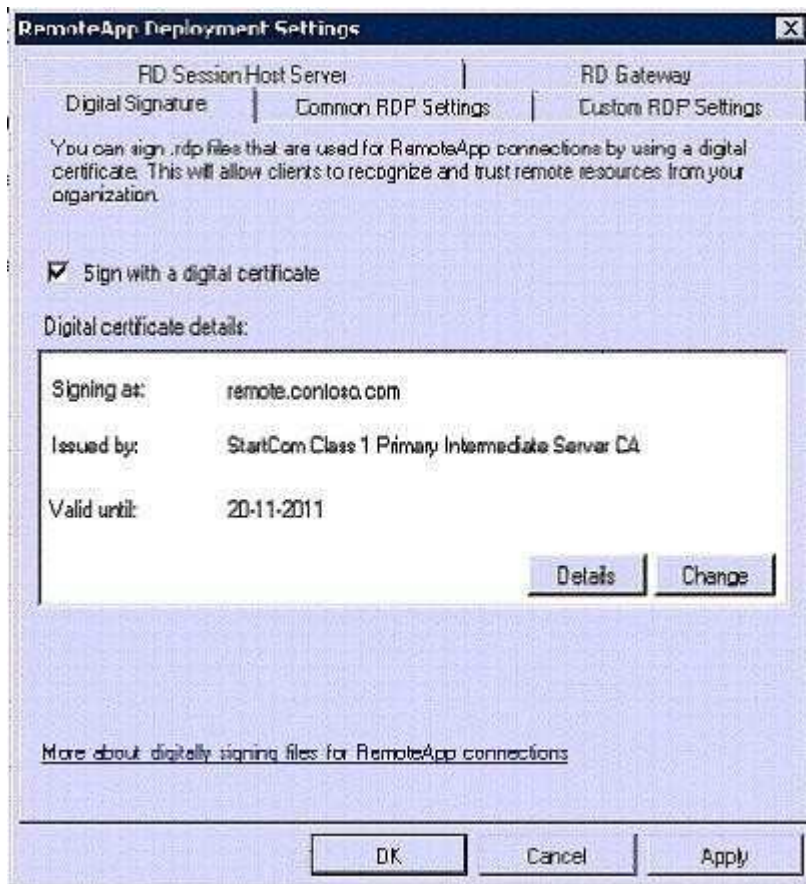 RemoteApp Deployment Settings
RD Session Host Server
RD Gateway
Digital Signature
Common RDP Settings
Custom RDP Settings
You can sign .rdp files that are used for RemoteApp connections by using a digital
certificate. This will allow clients to recognize and trust remote resources from your
organization.
Sign with a digital certificate
Digital certificate details:
Signing as: remote.contoso.com
Issued by: StartCom Class 1 Primary Intermediate Server CA
Valid until: 20-11-2011
Details
Change
More about digitally signing files for RemoteApp connections
OK
Cancel
Apply